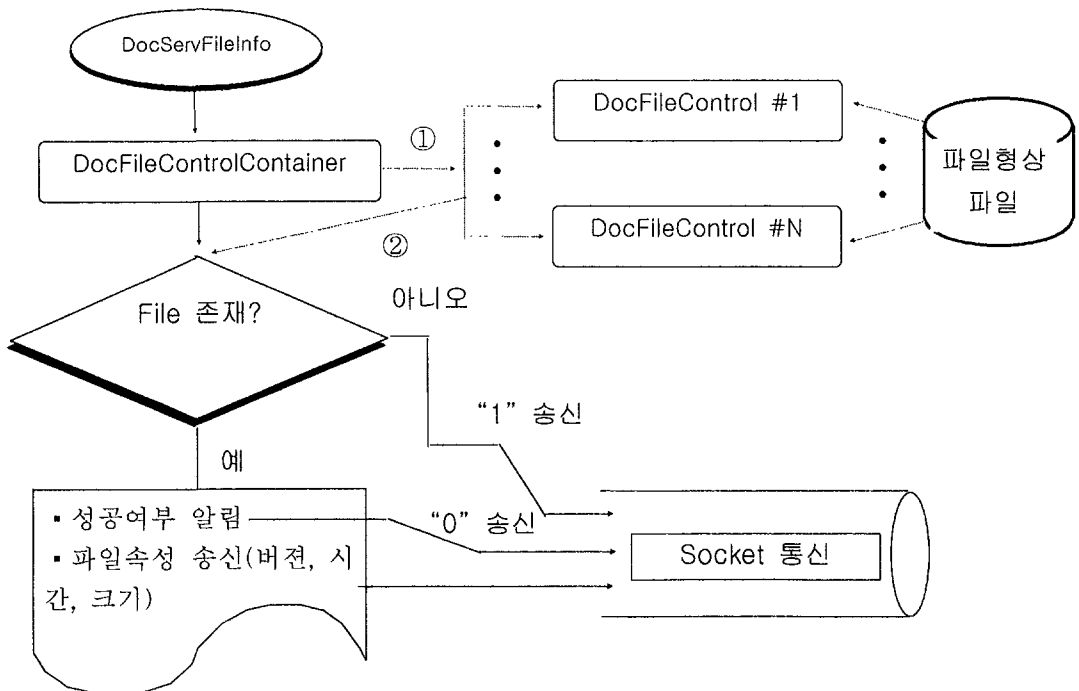 DocServFileInfo
DocFileControlContainer
①
②
DocFileControl #1
DocFileControl #N
파일형상
파일
File 존재?
아니오
"1" 송신
예
▪ 성공여부 알림
▪ 파일속성 송신(버젼, 시
간, 크기)
"0" 송신
Socket 통신